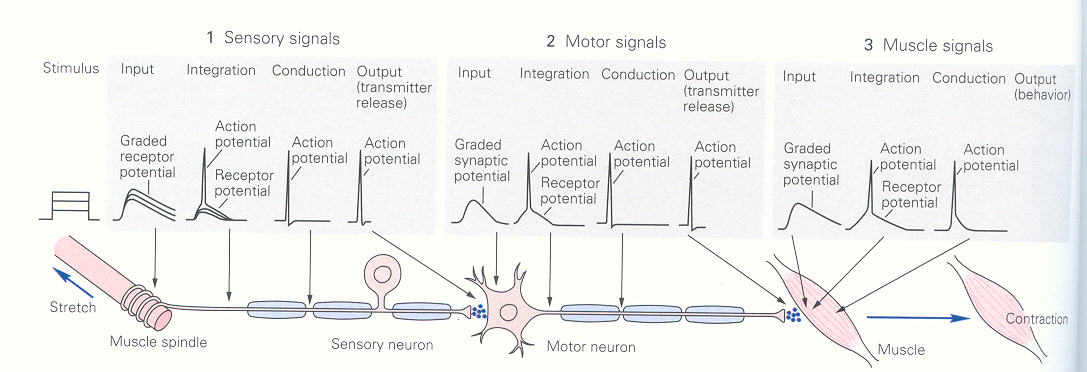 1 Sensory signals
2 Motor signals
3 Muscle signals
Stimulus
Input
Integration
Conduction
Output
(transmitter
release)
Input
Integration
Conduction
Output
(transmitter
release)
Input
Integration
Conduction
Output
(behavior)
Graded
receptor
potential
Action
potential
Receptor
potential
Action
potential
Action
potential
Graded
synaptic
potential
Action
potential
Receptor
potential
Action
potential
Action
potential
Graded
synaptic
potential
Action
potential
Receptor
potential
Action
potential
Stretch
Muscle spindle
Sensory neuron
Motor neuron
Muscle
Contraction